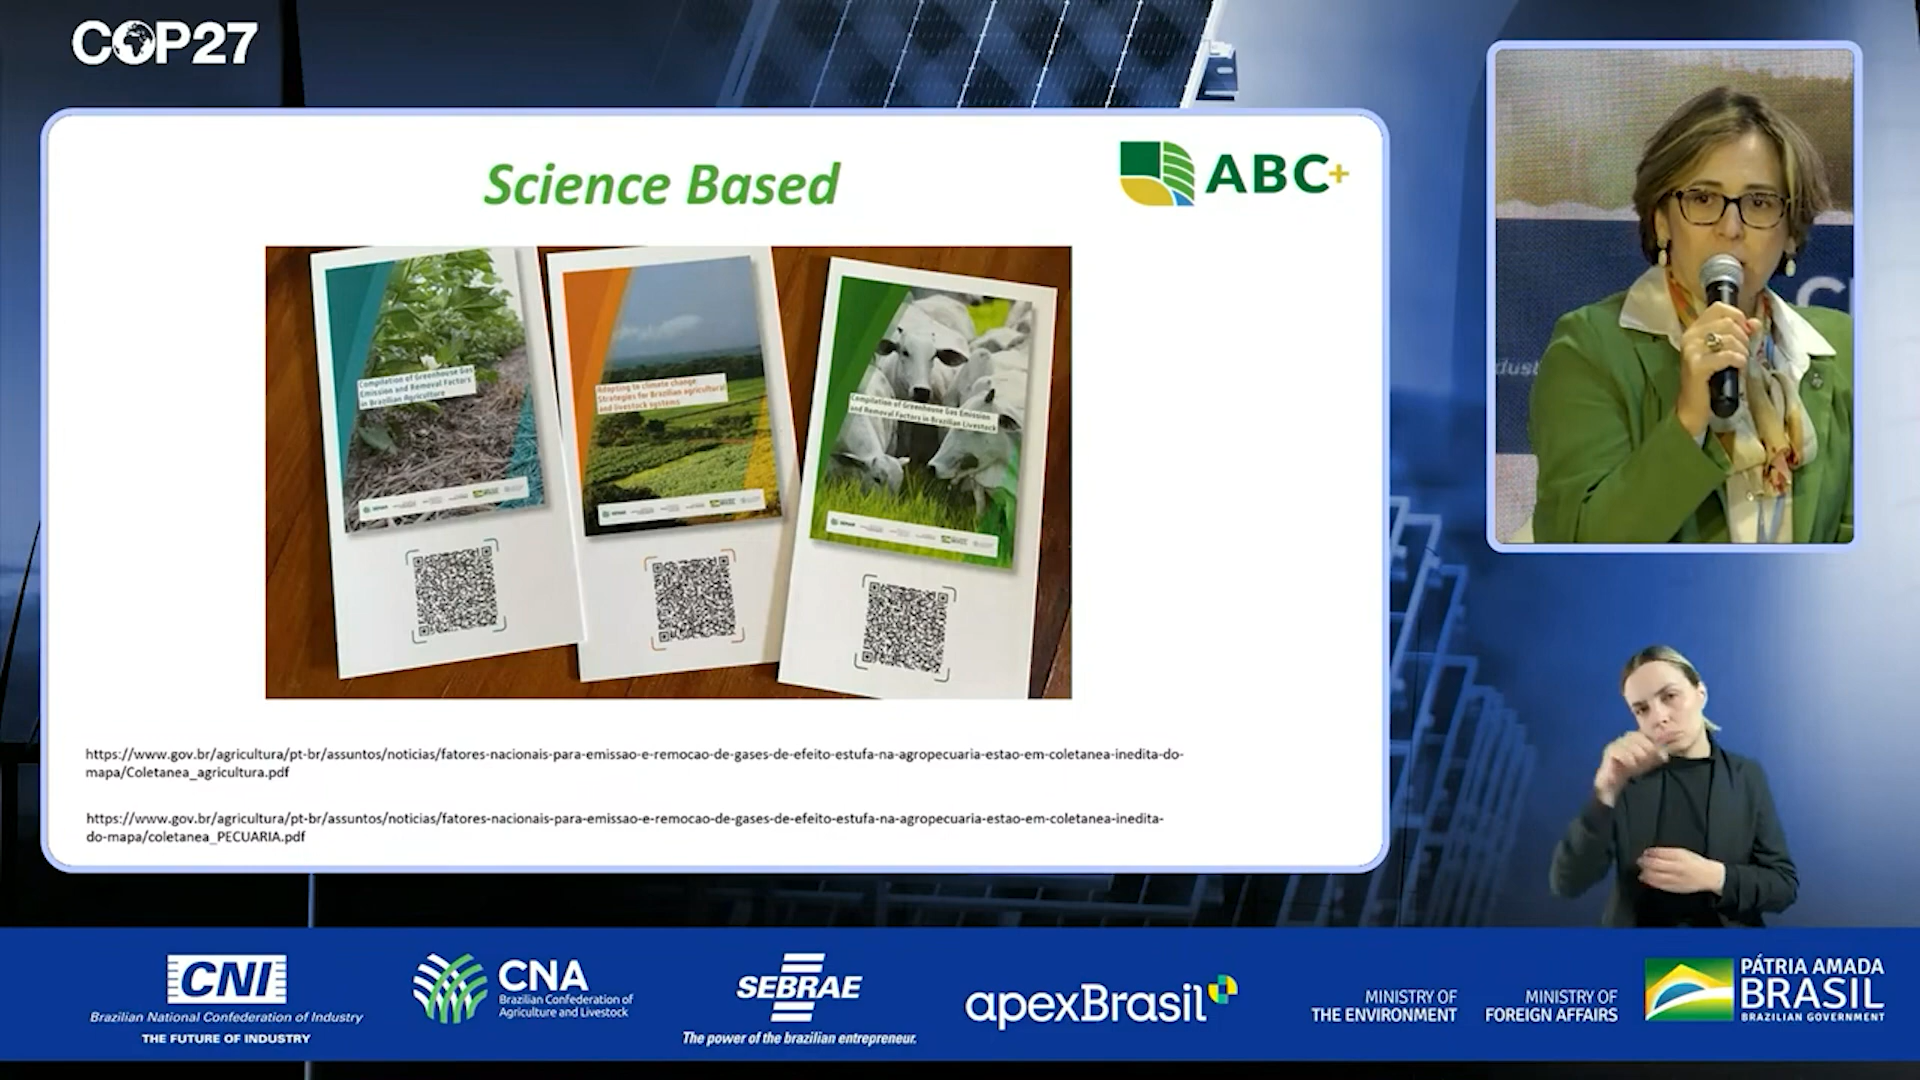 COP27
Science Based
ABC+
Compilation of Greenhouse Gas
Emission and Removal Factors
in Brazilian Agriculture
Adapting to climate change
Strategies for Brazilian agricultural
and livestock systems
Compilation of Greenhouse Gas Emission
and Removal Factors in Brazilian Livestock
https://www.gov.br/agricultura/pt-br/assuntos/noticias/fatores-nacionais-para-emissao-e-remocao-de-gases-de-efeito-estufa-na-agropecuaria-estao-em-coletanea-inedita-do-
mapa/Coletanea_agricultura.pdf
https://www.gov.br/agricultura/pt-br/assuntos/noticias/fatores-nacionais-para-emissao-e-remocao-de-gases-de-efeito-estufa-na-agropecuaria-estao-em-coletanea-inedita-
do-mapa/coletanea_PECUARIA.pdf
CNI
Brazilian National Confederation of Industry
THE FUTURE OF INDUSTRY
CNA
Brazilian Confederation of
Agriculture and Livestock
SEBRAE
The power of the brazilian entrepreneur.
apexBrasil
MINISTRY OF
THE ENVIRONMENT
MINISTRY OF
FOREIGN AFFAIRS
PÁTRIA AMADA
BRASIL
BRAZILIAN GOVERNMENT